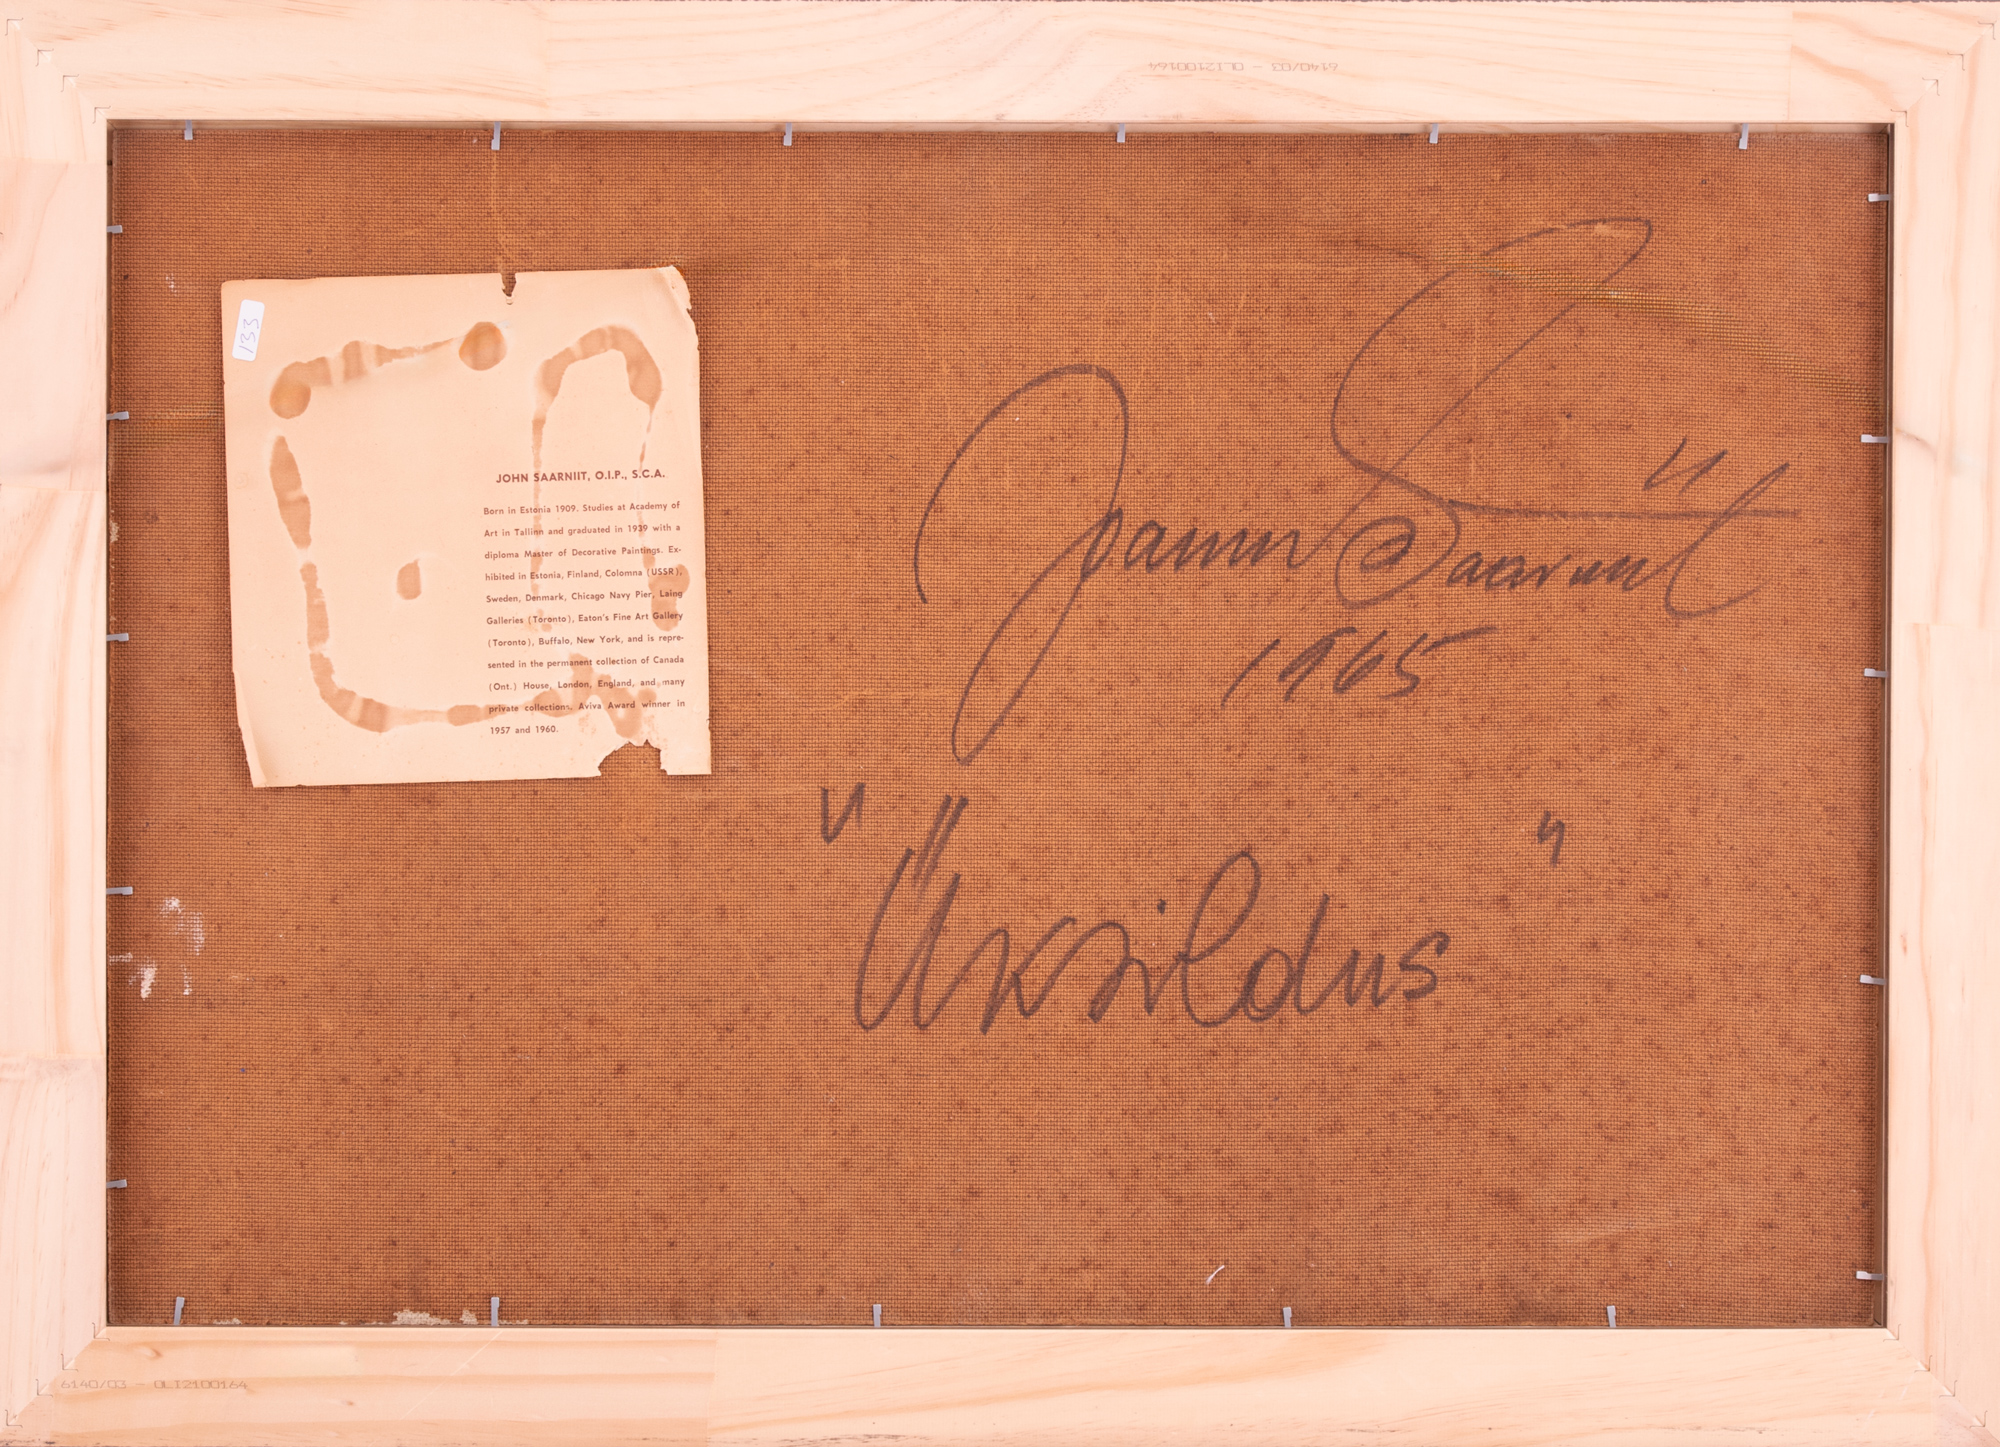 6140/03 - OLI2100164
133
JOHN SAARNIIT, O.I.P., S.C.A.
Born in Estonia 1909. Studies at Academy of
Art in Tallinn and graduated in 1939 with a
diploma Master of Decorative Paintings. Ex-
hibited in Estonia, Finland, Colomna (USSR),
Sweden, Denmark, Chicago Navy Pier, Laing
Galleries (Toronto), Eaton's Fine Art Gallery
(Toronto), Buffalo, New York, and is repre-
sented in the permanent collection of Canada
(Ont.) House, London, England, and many
private collections. Aviva Award winner in
1957 and 1960.
Joann Saarniit
1965
"Üksildus"
6140/03 - OLI2100164